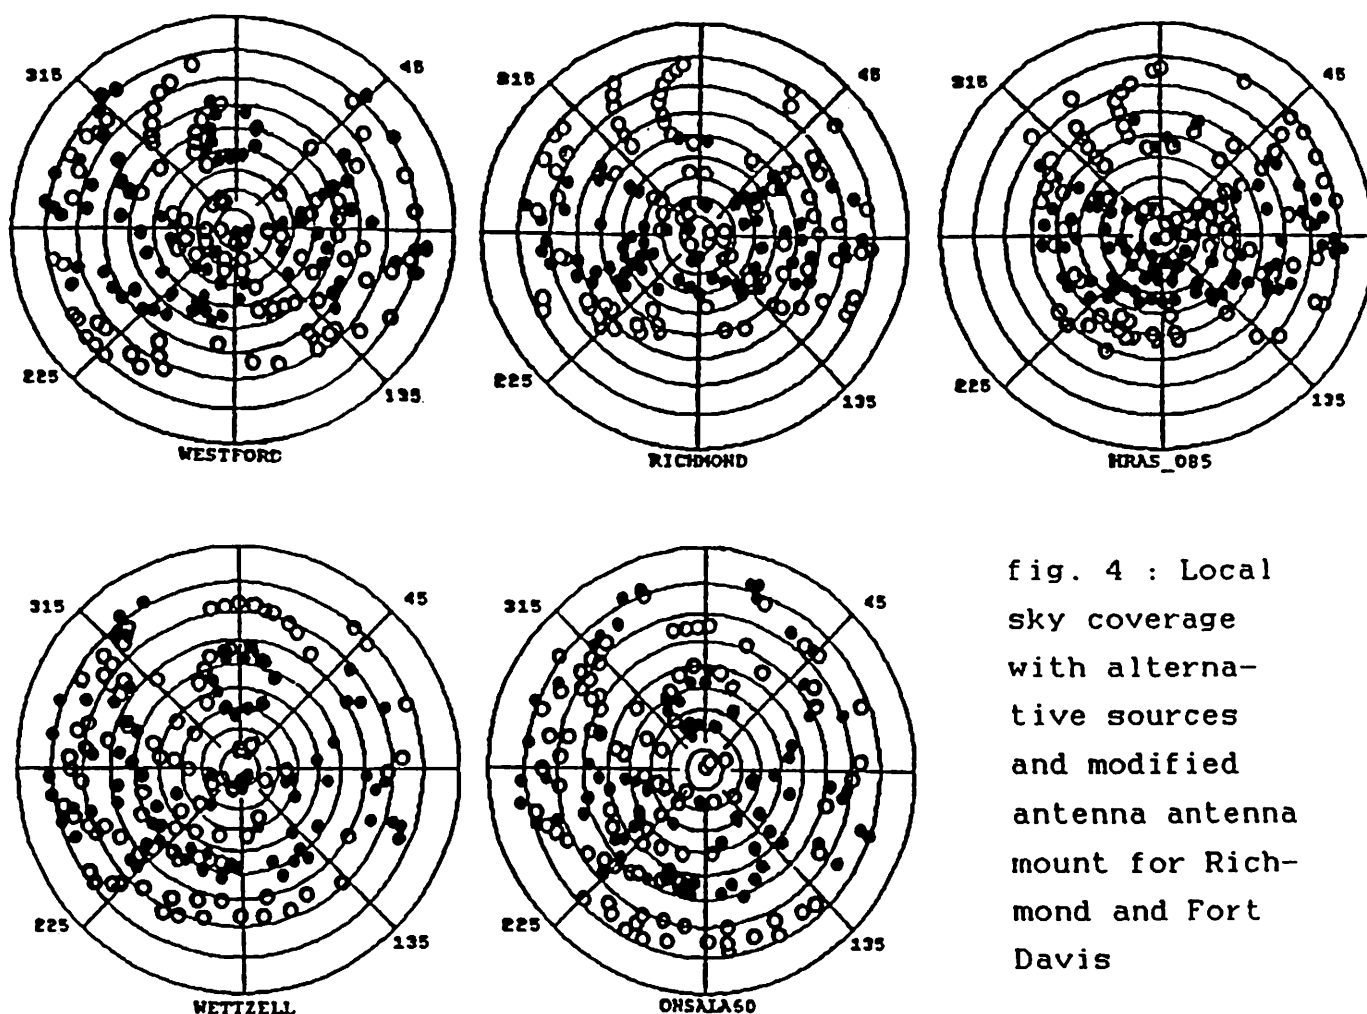 315 45 315 45 315 45
225 135 225 135 225 135
WESTFORD RICHMOND HRAS_085
315 45 315 45
225 135 225 135
WETTZELL ONSALA60
fig. 4 : Local
sky coverage
with alterna-
tive sources
and modified
antenna antenna
mount for Rich-
mond and Fort
Davis